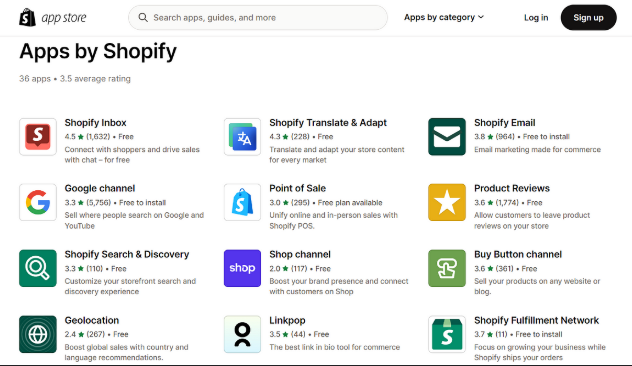 app store
Search apps, guides, and more
Apps by category
Log in
Sign up
Apps by Shopify
36 apps • 3.5 average rating
Shopify Inbox
4.5 ★ (1,632) • Free
Connect with shoppers and drive sales
with chat – for free
Shopify Translate & Adapt
4.3 ★ (228) • Free
Translate and adapt your store content
for every market
Shopify Email
3.8 ★ (964) • Free to install
Email marketing made for commerce
Google channel
3.3 ★ (5,756) • Free to install
Sell where people search on Google and
YouTube
Point of Sale
3.0 ★ (295) • Free plan available
Unify online and in-person sales with
Shopify POS.
Product Reviews
3.6 ★ (1,774) • Free
Allow customers to leave product
reviews on your store
Shopify Search & Discovery
3.3 ★ (110) • Free
Customize your storefront search and
discovery experience
shop
Shop channel
2.0 ★ (117) • Free
Boost your brand presence and connect
with customers on Shop
Buy Button channel
3.6 ★ (361) • Free
Sell your products on any website or
blog.
Geolocation
2.4 ★ (267) • Free
Boost global sales with country and
language recommendations.
Linkpop
3.5 ★ (44) • Free
The best link in bio tool for commerce
Shopify Fulfillment Network
3.7 ★ (11) • Free to install
Focus on growing your business while
Shopify ships your orders